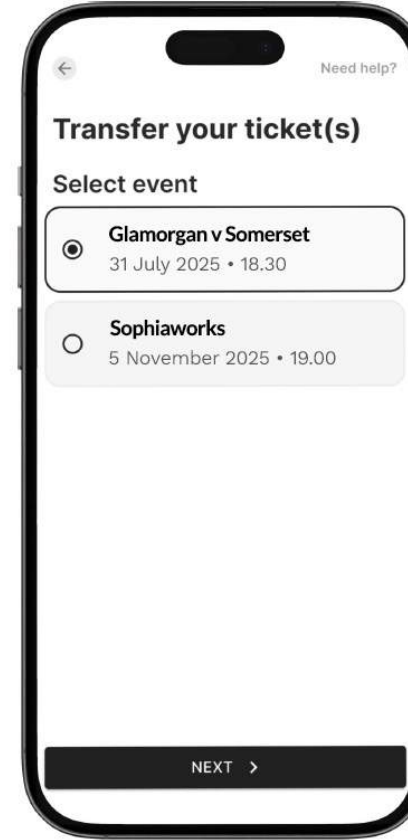 Need help?
Transfer your ticket(s)
Select event
Glamorgan v Somerset
31 July 2025 • 18.30
Sophiaworks
5 November 2025 • 19.00
NEXT